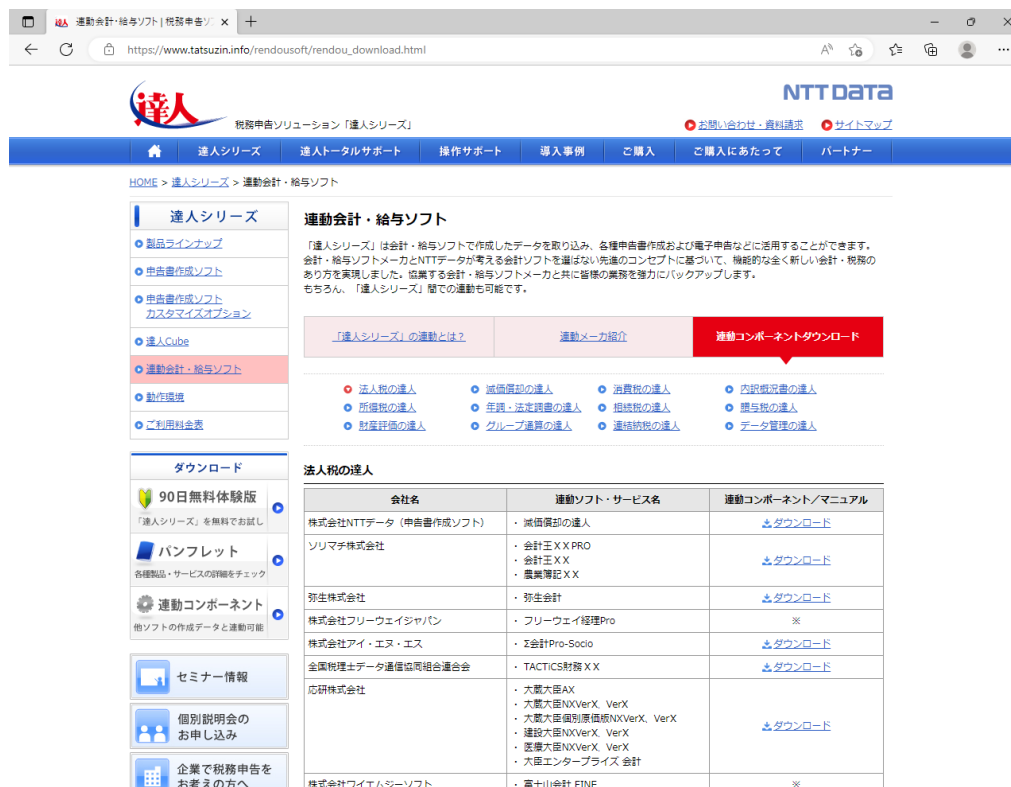 達人 連動会計・給与ソフト | 税務申告ソ
https://www.tatsuzin.info/rendousoft/rendou_download.html
達人
税務申告ソリューション「達人シリーズ」
NTT DATA
お問い合わせ・資料請求 サイトマップ
達人シリーズ 達人トータルサポート 操作サポート 導入事例 ご購入 ご購入にあたって パートナー
HOME > 達人シリーズ > 連動会計・給与ソフト
達人シリーズ
製品ラインナップ
申告書作成ソフト
申告書作成ソフト
カスタマイズオプション
達人Cube
連動会計・給与ソフト
動作環境
ご利用料金表
ダウンロード
90日無料体験版
「達人シリーズ」を無料でお試し
パンフレット
各種製品・サービスの詳細をチェック
連動コンポーネント
他ソフトの作成データと連動可能
セミナー情報
個別説明会の
お申し込み
企業で税務申告を
お考えの方へ
連動会計・給与ソフト
「達人シリーズ」は会計・給与ソフトで作成したデータを取り込み、各種申告書作成および電子申告などに活用することができます。
会計・給与ソフトメーカとNTTデータが考える会計ソフトを選ばない先進のコンセプトに基づいて、機能的な全く新しい会計・税務の
あり方を実現しました。協業する会計・給与ソフトメーカと共に皆様の業務を強力にバックアップします。
もちろん、「達人シリーズ」間での連動も可能です。
「達人シリーズ」の連動とは? 連動メーカ紹介 連動コンポーネントダウンロード
法人税の達人 減価償却の達人 消費税の達人 内訳概況書の達人
所得税の達人 年調・法定調書の達人 相続税の達人 贈与税の達人
財産評価の達人 グループ通算の達人 連結納税の達人 データ管理の達人
法人税の達人
会社名 連動ソフト・サービス名 連動コンポーネント/マニュアル
株式会社NTTデータ(申告書作成ソフト) ・ 減価償却の達人 ダウンロード
ソリマチ株式会社 ・ 会計王XXPRO
・ 会計王XX ダウンロード
・ 農業簿記XX
弥生株式会社 ・ 弥生会計 ダウンロード
株式会社フリーウェイジャパン ・ フリーウェイ経理Pro ※
株式会社アイ・エヌ・エス ・ Σ会計Pro-Socio ダウンロード
全国税理士データ通信協同組合連合会 ・ TACTiCS財務XX ダウンロード
応研株式会社 ・ 大蔵大臣AX
・ 大蔵大臣NXVerX、VerX
・ 大蔵大臣個別原価版NXVerX、VerX
・ 建設大臣NXVerX、VerX ダウンロード
・ 医療大臣NXVerX、VerX
・ 大臣エンタープライズ 会計
株式会社ワイエムジーソフト ・ 富士山会計 FINE ※